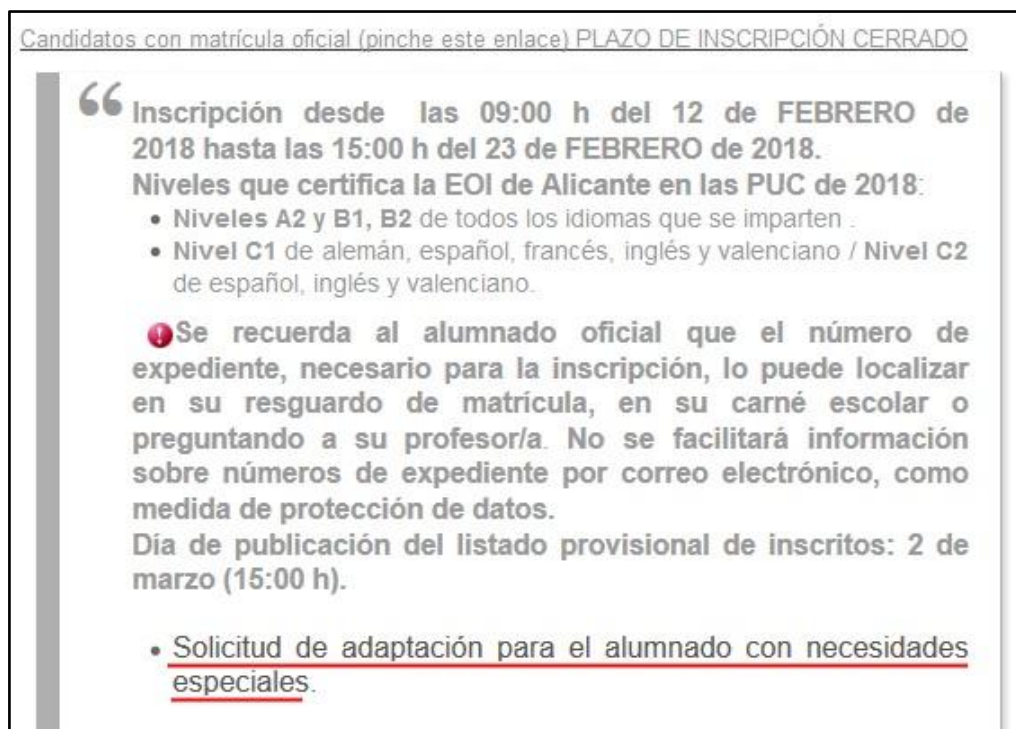 Candidatos con matrícula oficial (pinche este enlace) PLAZO DE INSCRIPCIÓN CERRADO
“ Inscripción desde las 09:00 h del 12 de FEBRERO de
2018 hasta las 15:00 h del 23 de FEBRERO de 2018.
Niveles que certifica la EOI de Alicante en las PUC de 2018:
• Niveles A2 y B1, B2 de todos los idiomas que se imparten .
• Nivel C1 de alemán, español, francés, inglés y valenciano / Nivel C2
de español, inglés y valenciano.
! Se recuerda al alumnado oficial que el número de
expediente, necesario para la inscripción, lo puede localizar
en su resguardo de matrícula, en su carné escolar o
preguntando a su profesor/a. No se facilitará información
sobre números de expediente por correo electrónico, como
medida de protección de datos.
Día de publicación del listado provisional de inscritos: 2 de
marzo (15:00 h).
• Solicitud de adaptación para el alumnado con necesidades
especiales.